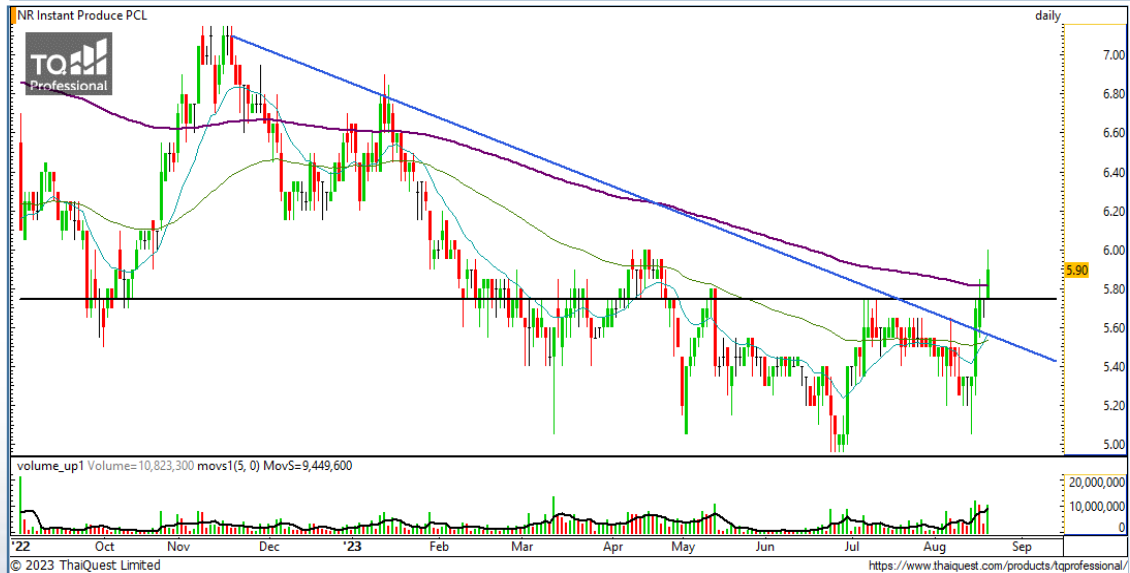 NR Instant Produce PCL
daily
TQ
Professional
7.00
6.80
6.60
6.40
6.20
6.00
5.90
5.80
5.60
5.40
5.20
5.00
volume_up1 Volume=10,823,300 movs1(5, 0) MovS=9,449,600
20,000,000
10,000,000
0
'22 Oct Nov Dec '23 Feb Mar Apr May Jun Jul Aug Sep
© 2023 ThaiQuest Limited
https://www.thaiquest.com/products/tqprofessional/